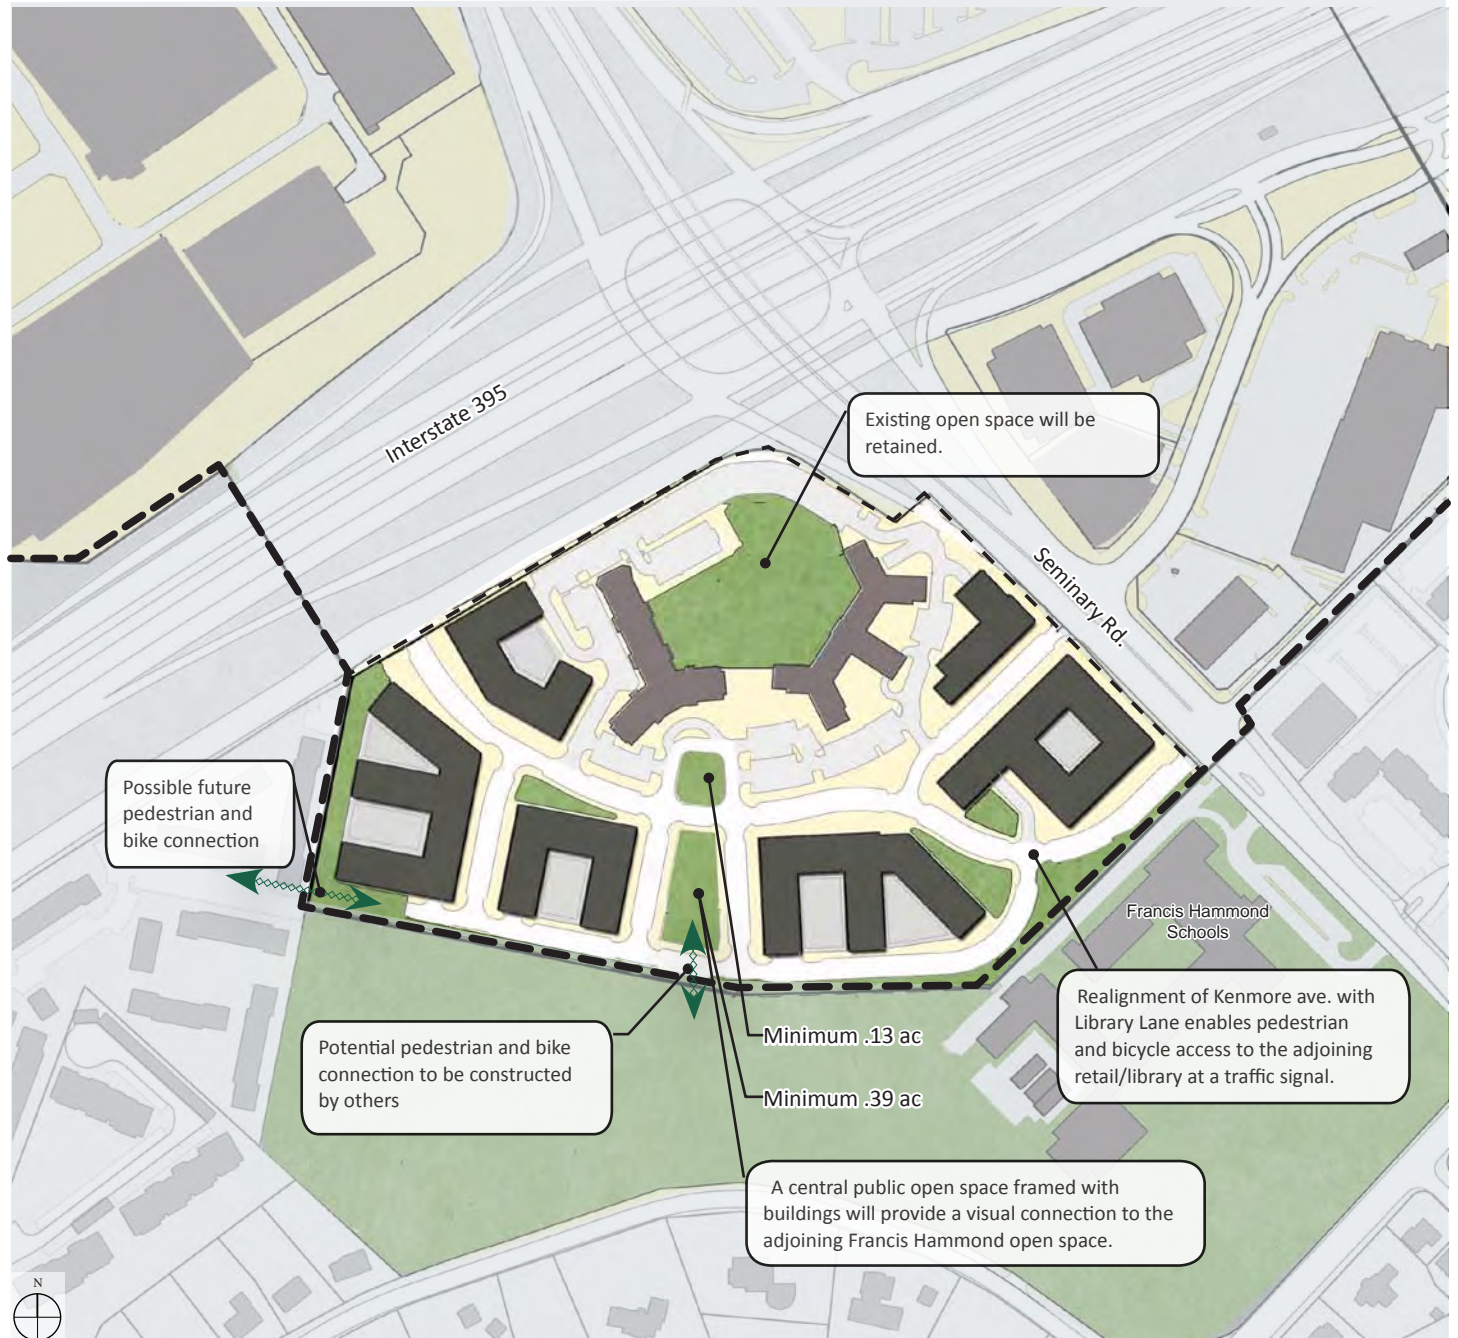 Interstate 395
Existing open space will be
retained.
Seminary Rd.
Possible future
pedestrian and
bike connection
Francis Hammond
Schools
Realignment of Kenmore ave. with
Library Lane enables pedestrian
and bicycle access to the adjoining
retail/library at a traffic signal.
Potential pedestrian and bike
connection to be constructed
by others
Minimum .13 ac
Minimum .39 ac
A central public open space framed with
buildings will provide a visual connection to the
adjoining Francis Hammond open space.
N